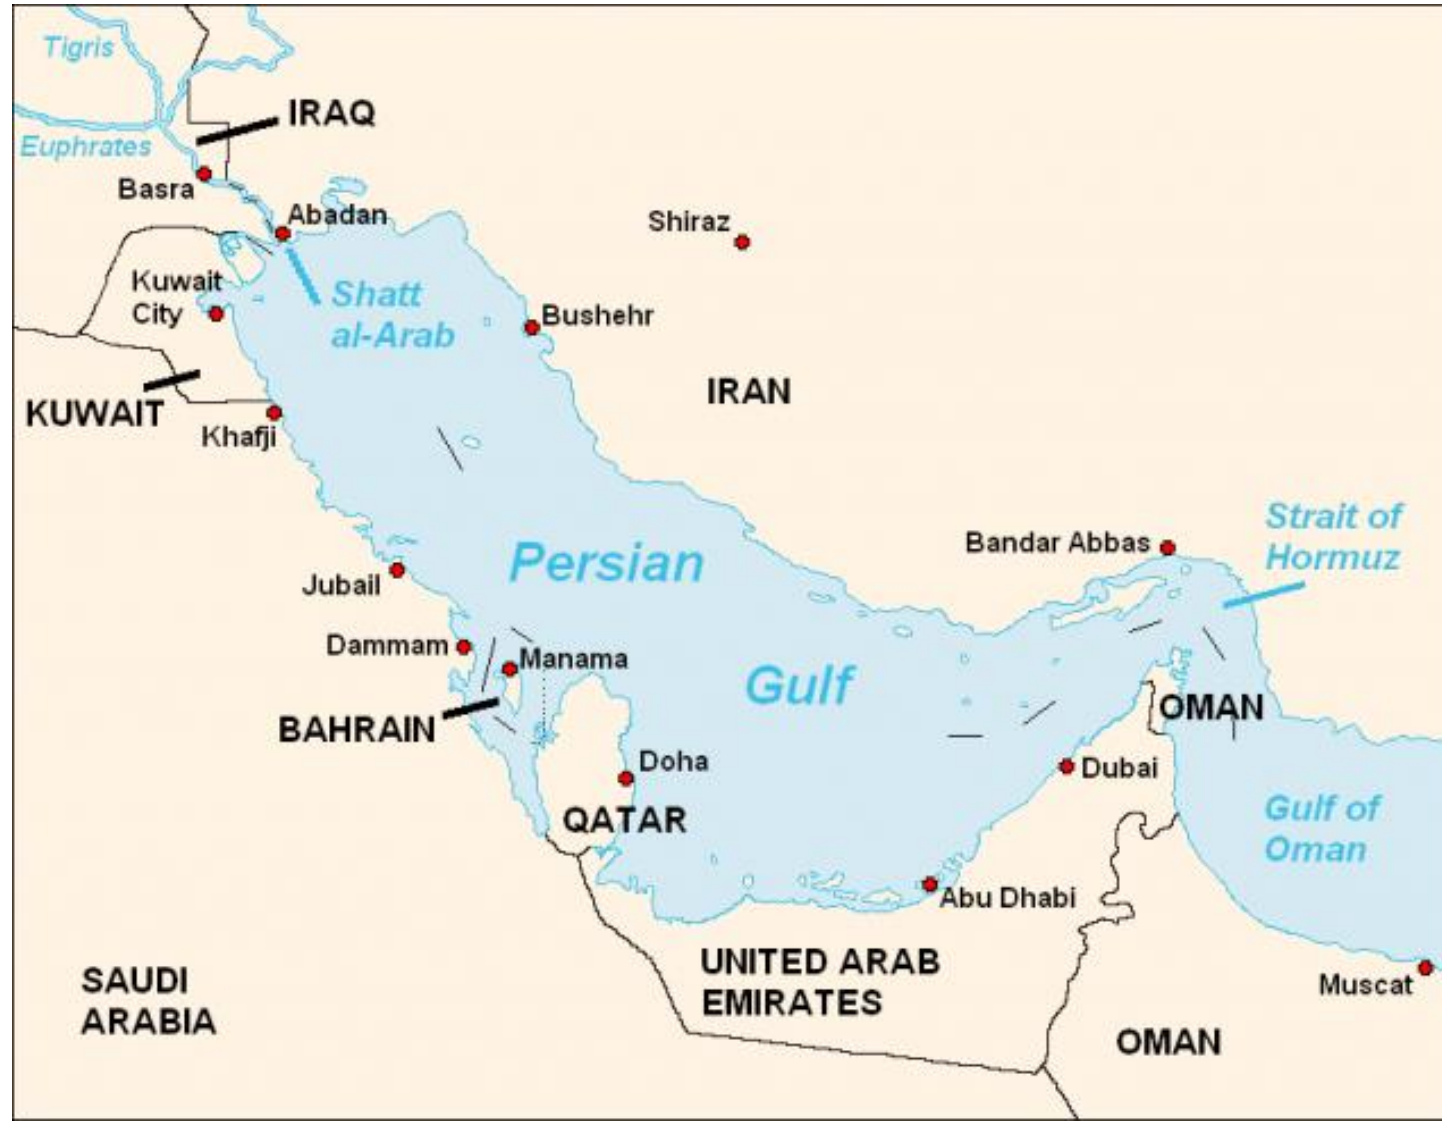 Tigris
IRAQ
Euphrates
Basra
Abadan
Shiraz
Kuwait
City
Shatt
al-Arab
Bushehr
IRAN
KUWAIT
Khafji
Strait of
Hormuz
Bandar Abbas
Persian
Jubail
Dammam
Manama
Gulf
OMAN
BAHRAIN
Doha
Dubai
QATAR
Gulf of
Oman
Abu Dhabi
UNITED ARAB
EMIRATES
SAUDI
ARABIA
Muscat
OMAN